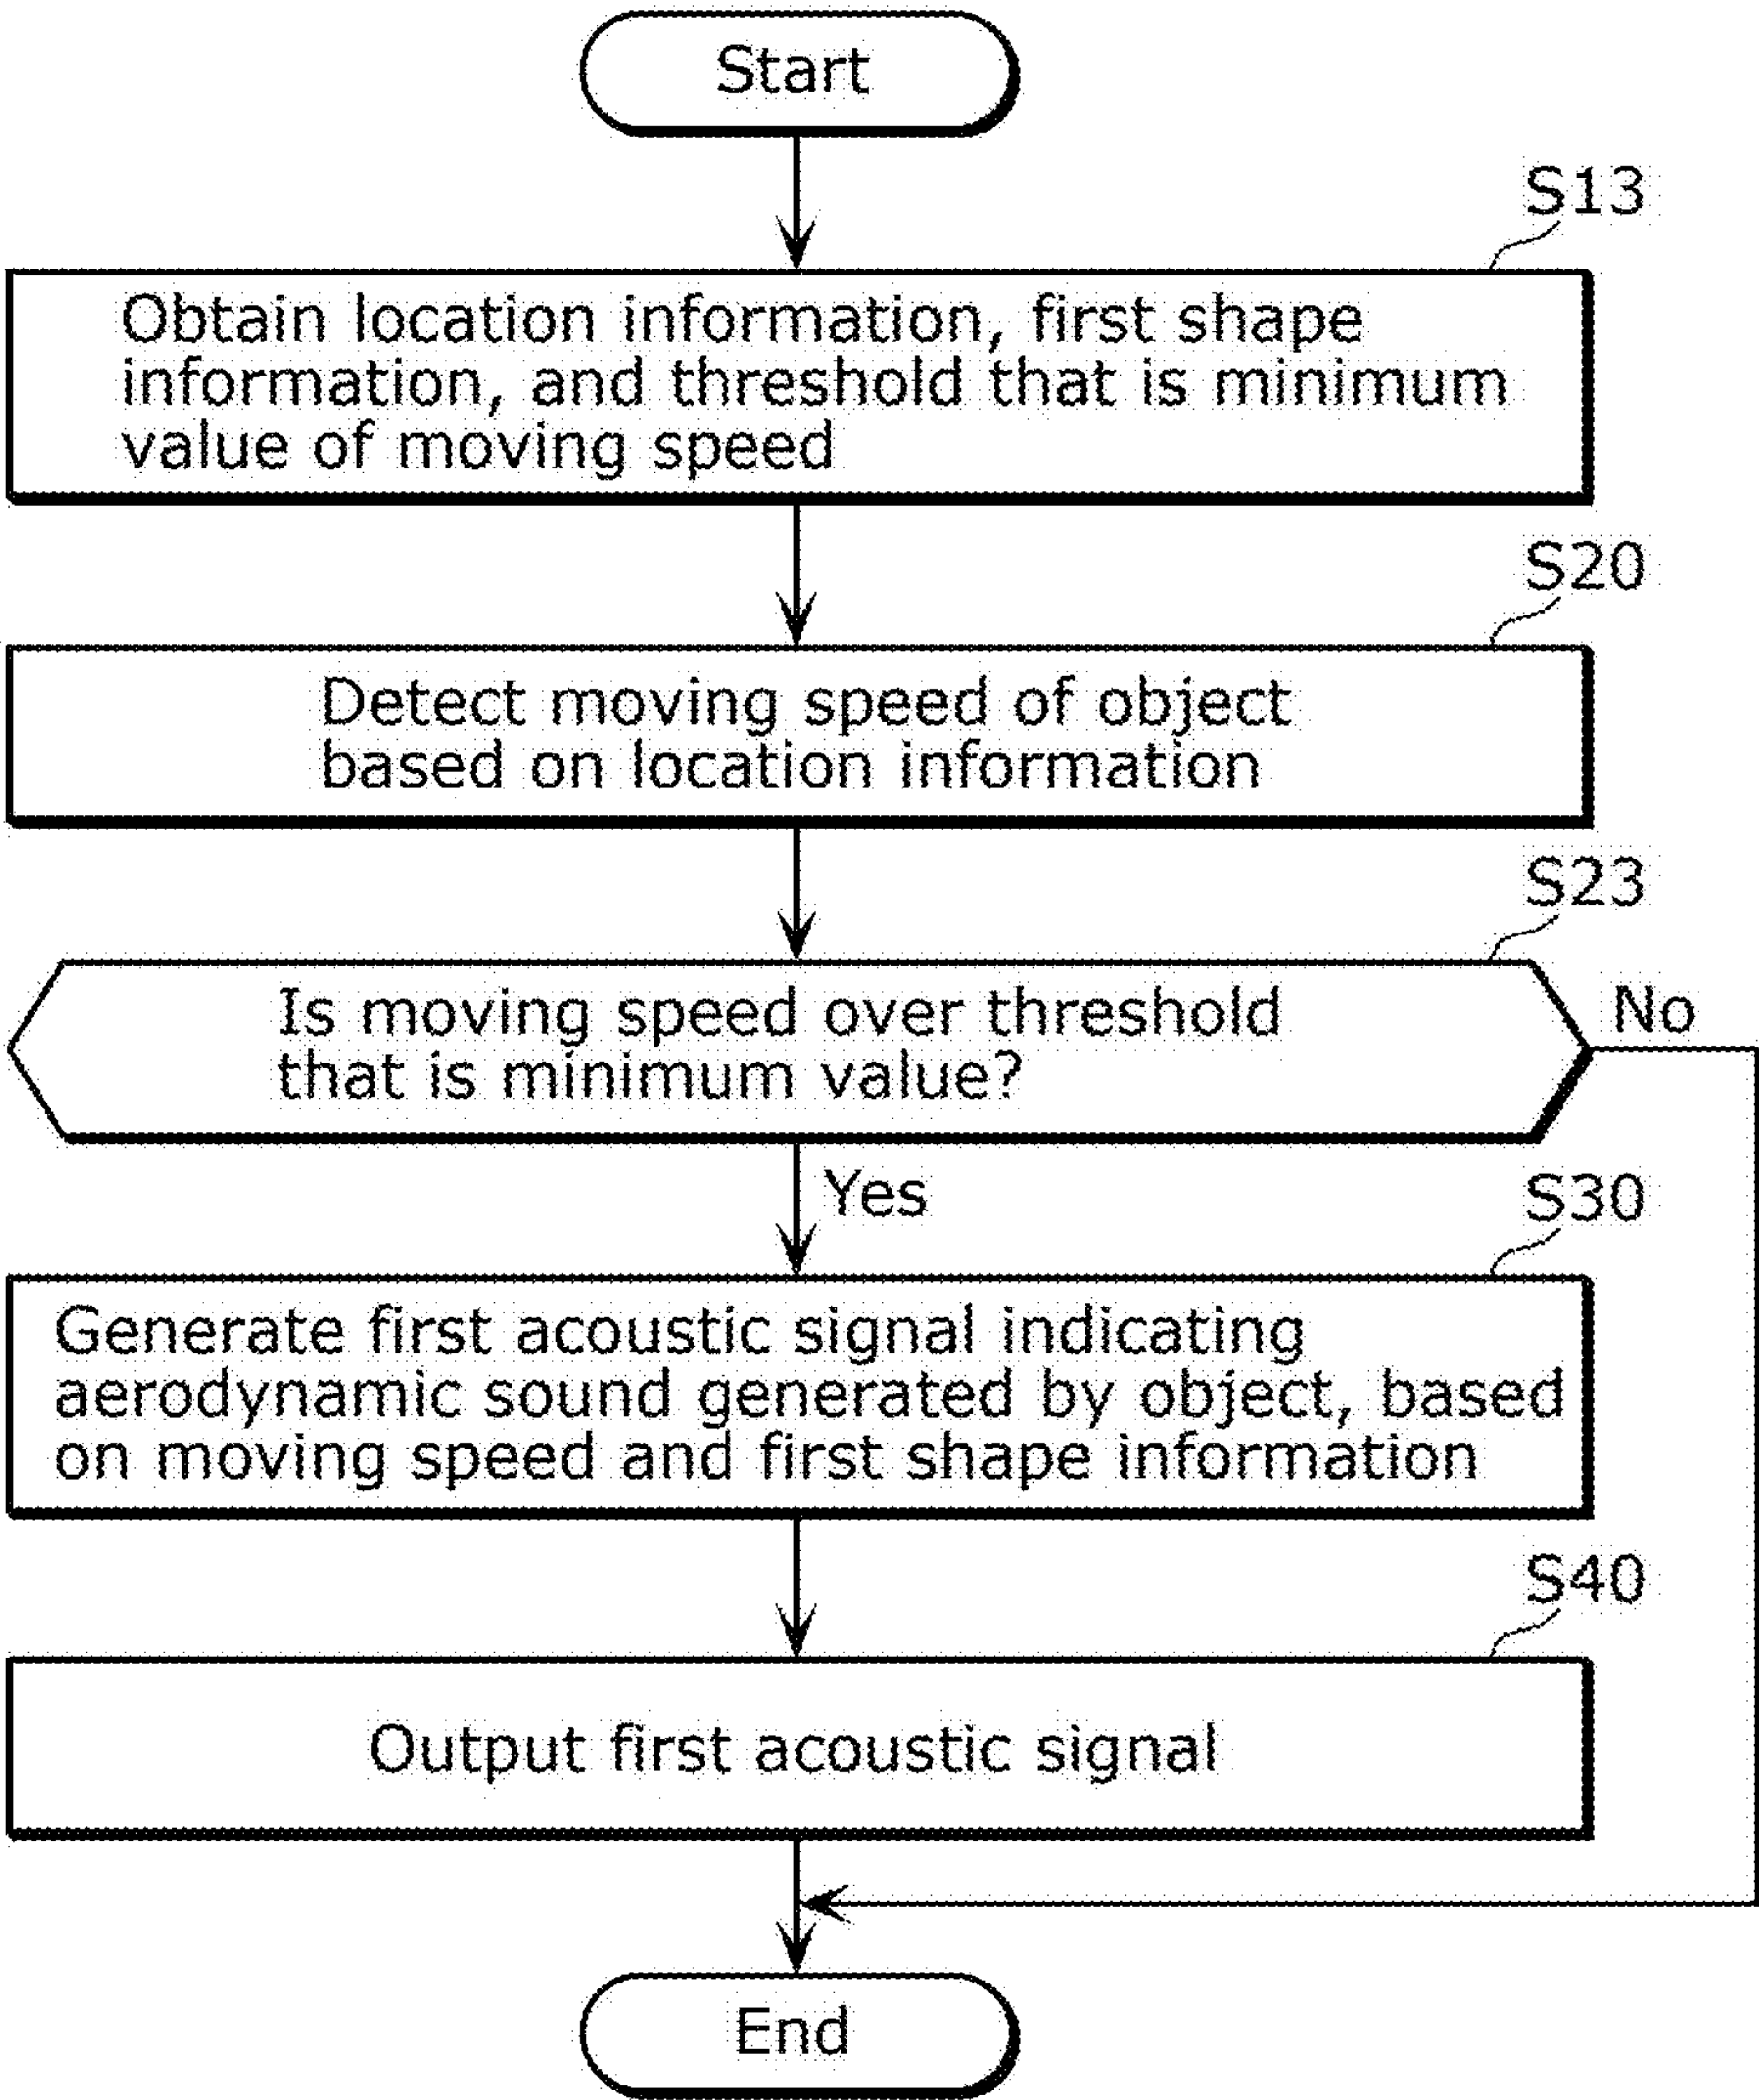 Start
S13
Obtain location information, first shape
information, and threshold that is minimum
value of moving speed
S20
Detect moving speed of object
based on location information
S23
Is moving speed over threshold
that is minimum value?
No
Yes
S30
Generate first acoustic signal indicating
aerodynamic sound generated by object, based
on moving speed and first shape information
S40
Output first acoustic signal
End